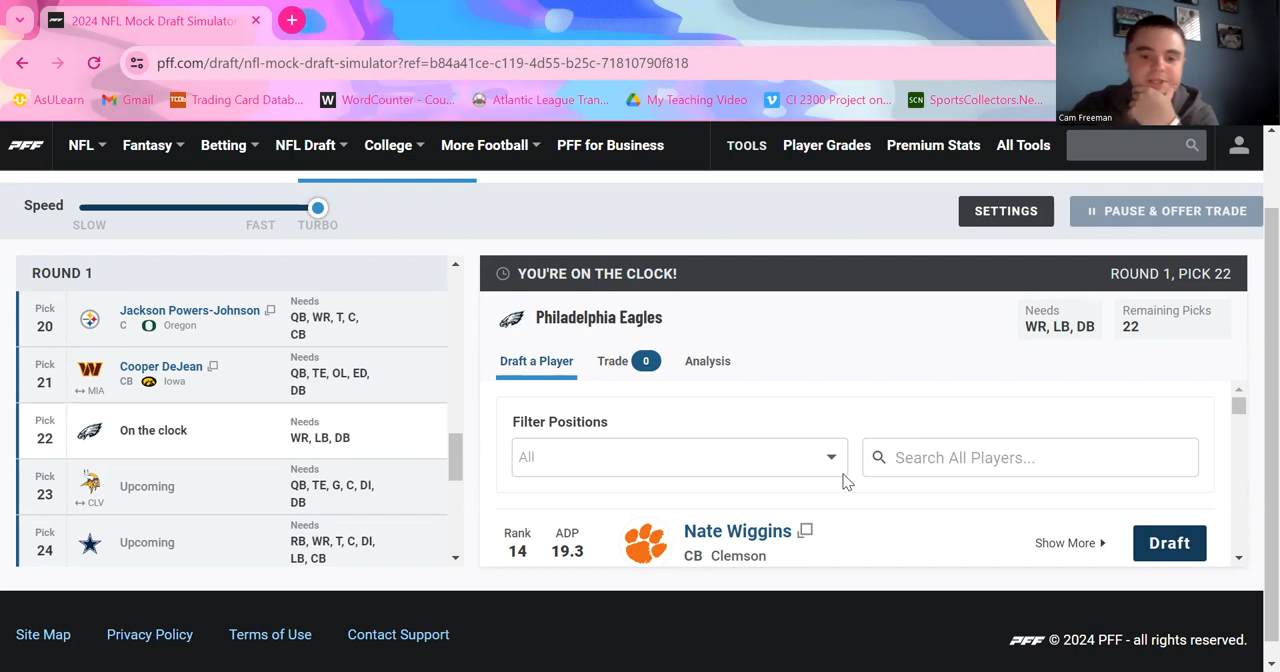 PFF 2024 NFL Mock Draft Simulator
pff.com/draft/nfl-mock-draft-simulator?ref=b84a41ce-c119-4d55-b25c-71810790f818
AsULearn Gmail TCDB Trading Card Datab... W WordCounter - Cou... Atlantic League Tran... My Teaching Video CI 2300 Project on... SCN SportsCollectors.Ne...
Cam Freeman
PFF NFL Fantasy Betting NFL Draft College More Football PFF for Business TOOLS Player Grades Premium Stats All Tools
Speed
SLOW FAST TURBO
SETTINGS PAUSE & OFFER TRADE
ROUND 1
Pick 20
Jackson Powers-Johnson
C O Oregon
Needs
QB, WR, T, C,
CB
Pick 21
W
↔ MIA
Cooper DeJean
CB Iowa
Needs
QB, TE, OL, ED,
DB
Pick 22
On the clock
Needs
WR, LB, DB
Pick 23
↔ CLV
Upcoming
Needs
QB, TE, G, C, DI,
DB
Pick 24
Upcoming
Needs
RB, WR, T, C, DI,
LB, CB
YOU'RE ON THE CLOCK! ROUND 1, PICK 22
Philadelphia Eagles
Needs
WR, LB, DB
Remaining Picks
22
Draft a Player Trade 0 Analysis
Filter Positions
All Search All Players...
Rank
14
ADP
19.3
Nate Wiggins
CB Clemson
Show More Draft
Site Map Privacy Policy Terms of Use Contact Support
PFF © 2024 PFF - all rights reserved.